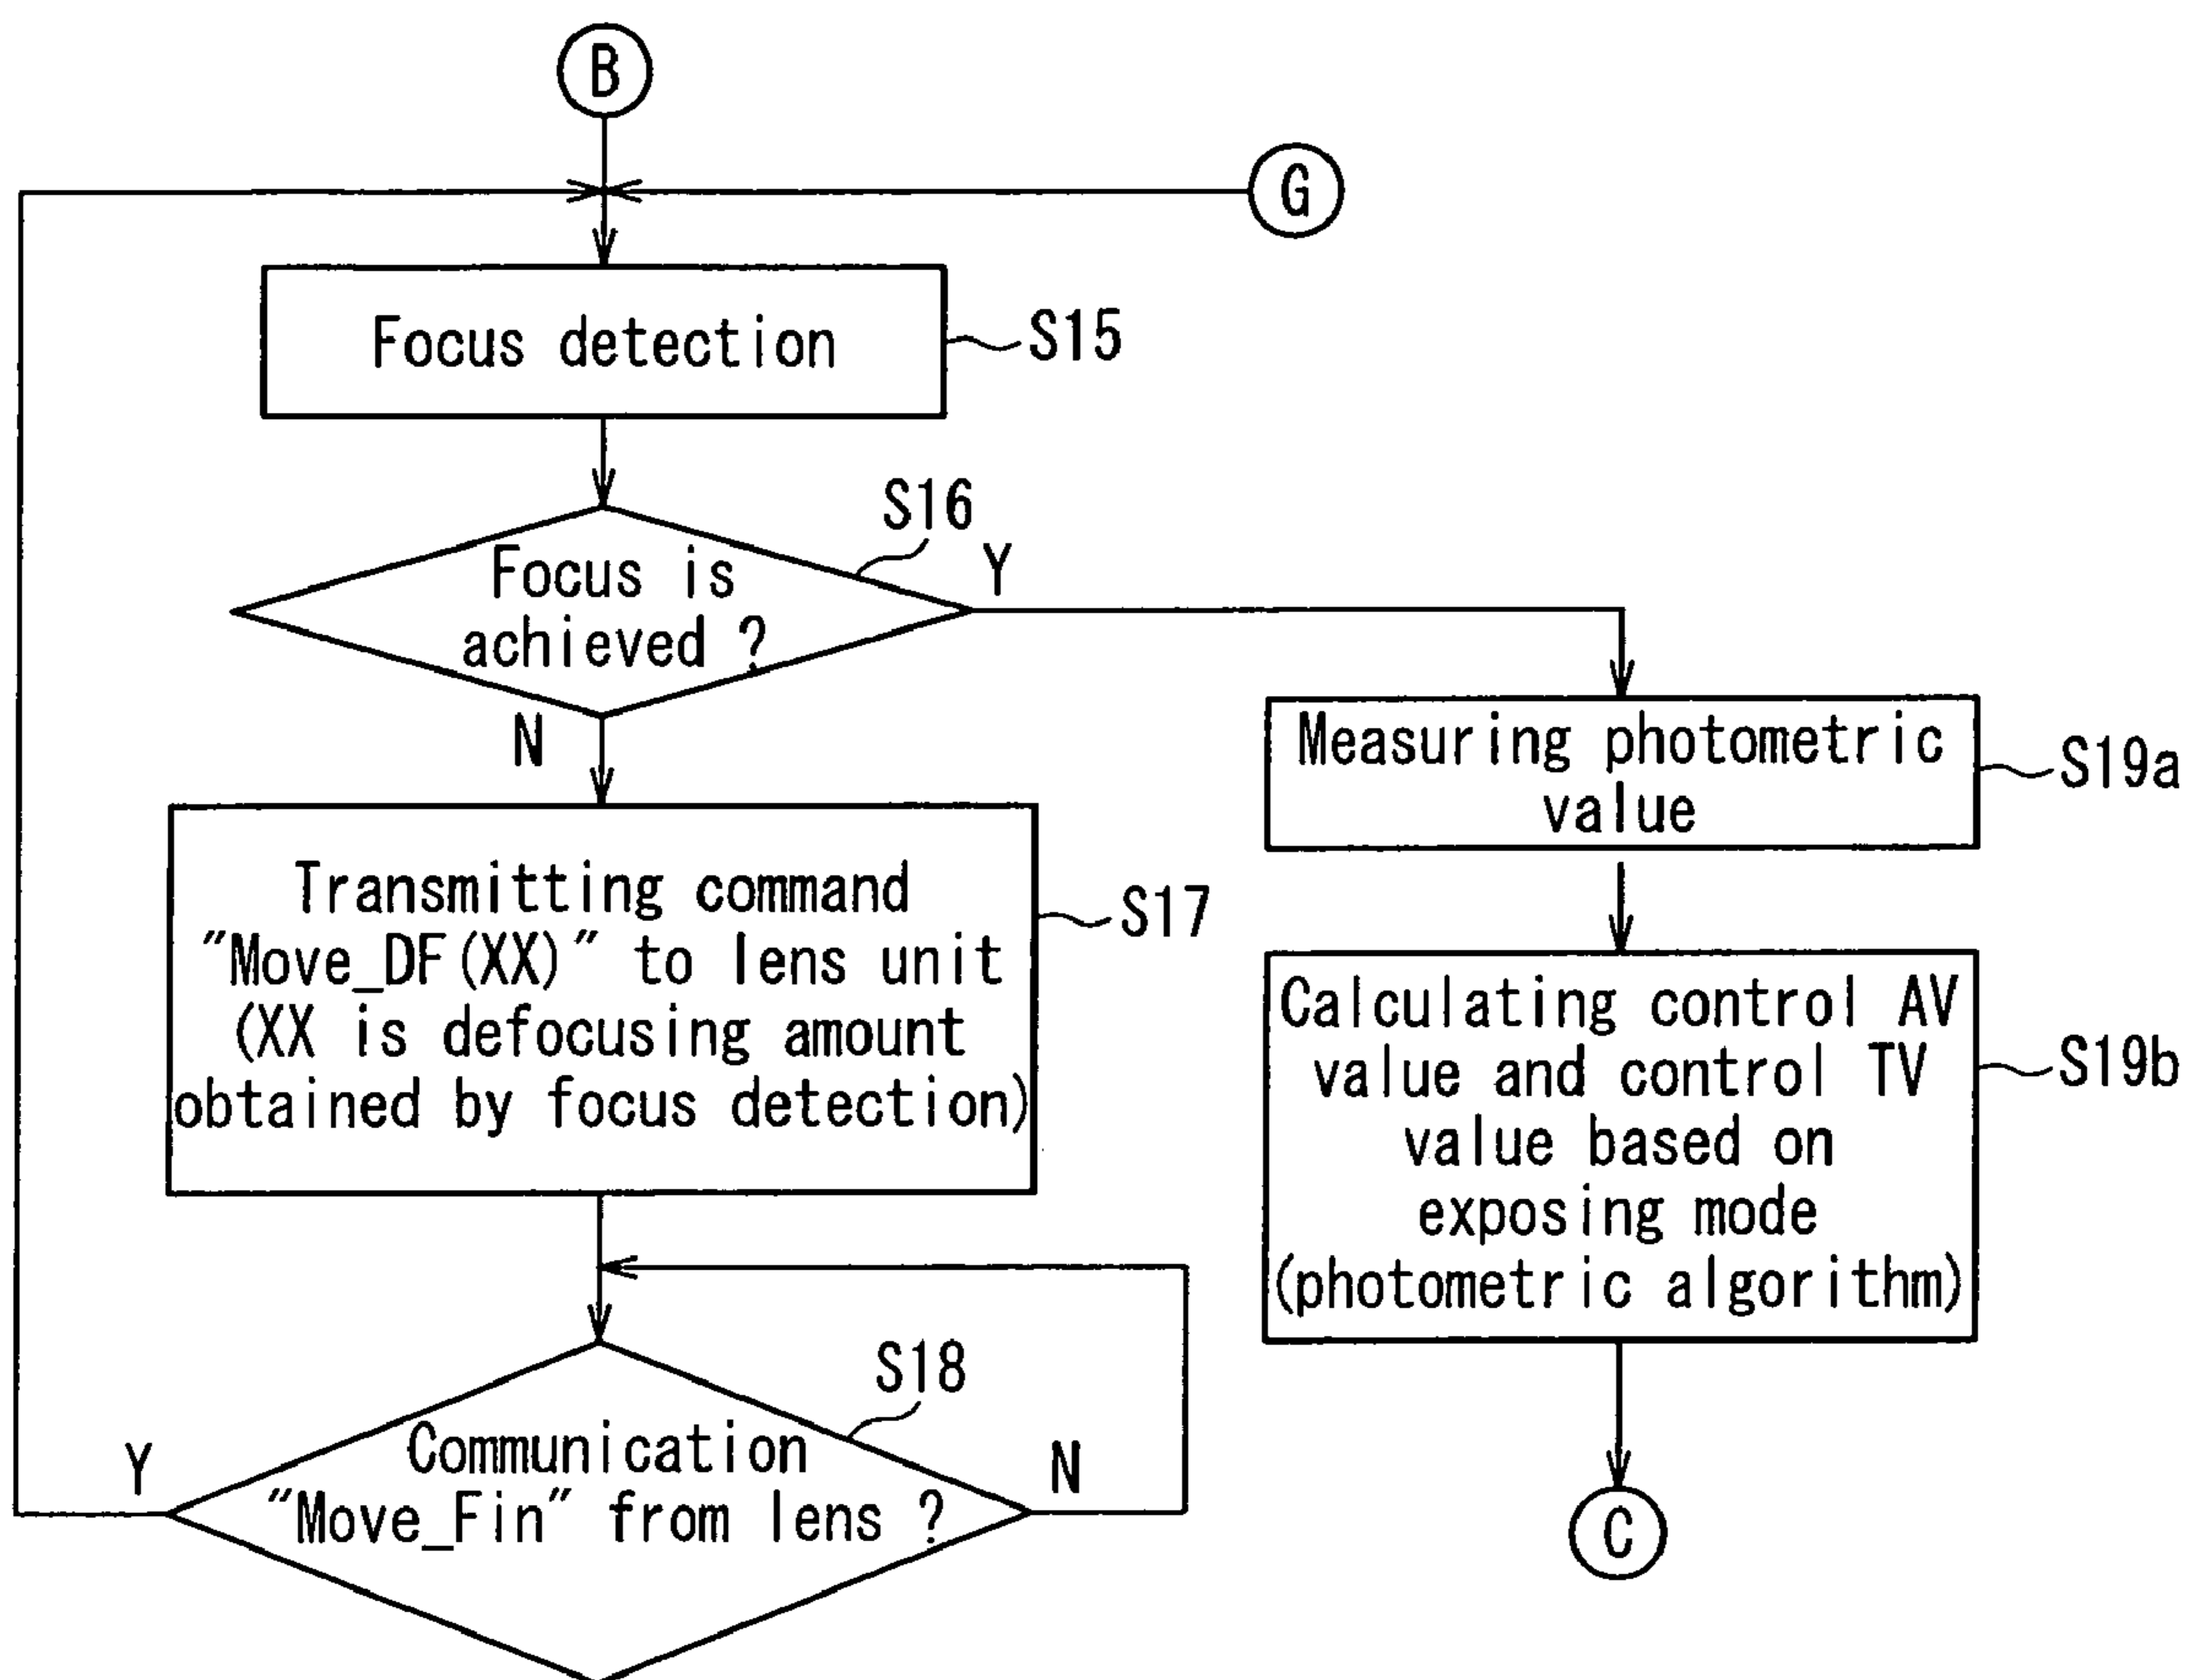 B
G
Focus detection
S15
S16
Focus is
achieved ?
Y
N
Transmitting command
"Move_DF(XX)" to lens unit
(XX is defocusing amount
obtained by focus detection)
S17
S18
Communication
"Move_Fin" from lens ?
Y
N
Measuring photometric
value
S19a
Calculating control AV
value and control TV
value based on
exposing mode
(photometric algorithm)
S19b
C